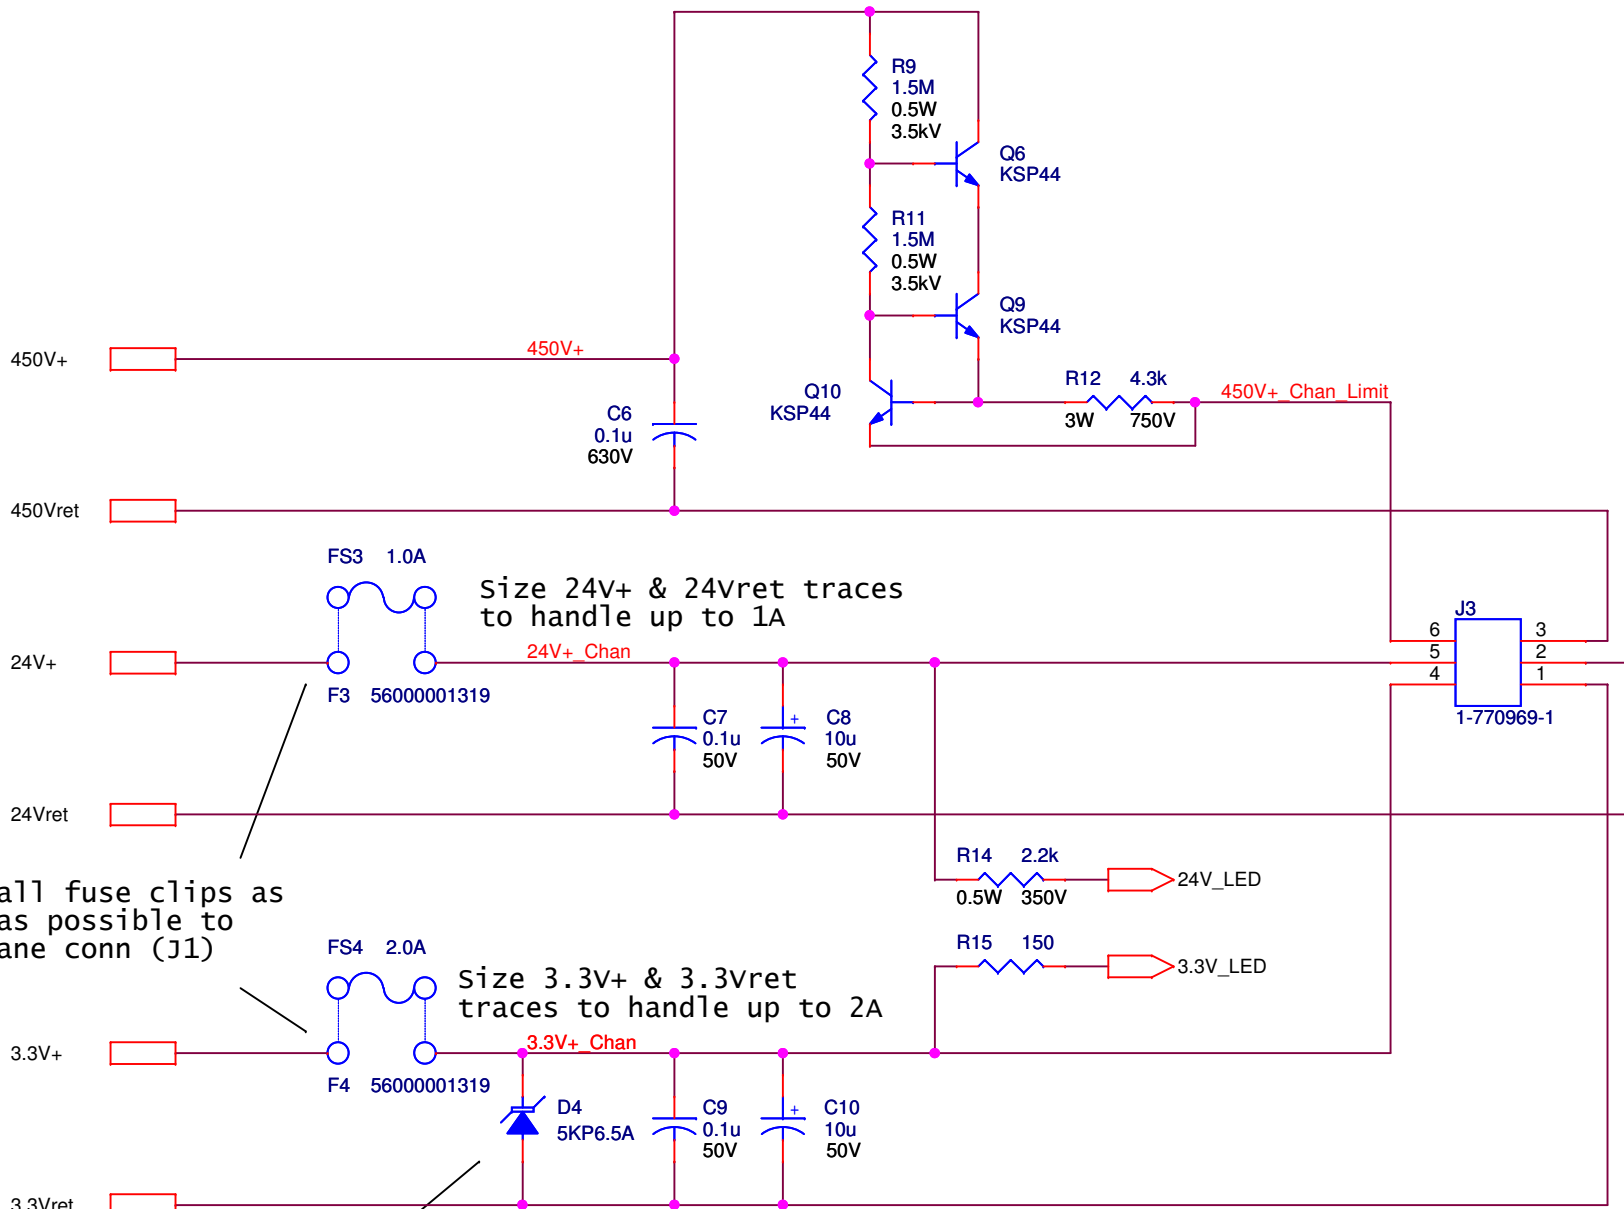 R9
1.5M
0.5W
3.5kV
Q6
KSP44
R11
1.5M
0.5W
3.5kV
Q9
KSP44
450V+
450V+
Q10
KSP44
R12 4.3k
3W 750V
450V+_Chan_Limit
C6
0.1u
630V
450Vret
FS3 1.0A
Size 24V+ & 24Vret traces
to handle up to 1A
24V+
24V+_Chan
F3 56000001319
J3
6 3
5 2
4 1
1-770969-1
C7
0.1u
50V
+
C8
10u
50V
24Vret
R14 2.2k
0.5W 350V
24V_LED
all fuse clips as
as possible to
ane conn (J1)
R15 150
3.3V_LED
FS4 2.0A
Size 3.3V+ & 3.3Vret
traces to handle up to 2A
3.3V+
3.3V+_Chan
F4 56000001319
D4
5KP6.5A
C9
0.1u
50V
+
C10
10u
50V
3.3Vret